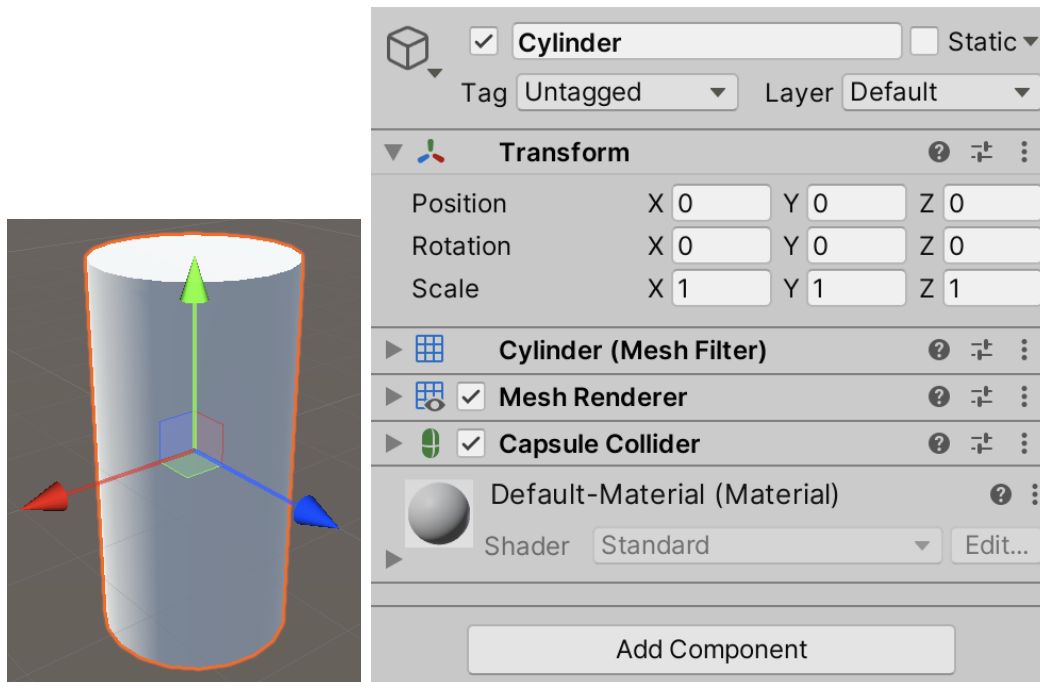 Cylinder Static
Tag Untagged Layer Default
Transform
Position X 0 Y 0 Z 0
Rotation X 0 Y 0 Z 0
Scale X 1 Y 1 Z 1
Cylinder (Mesh Filter)
Mesh Renderer
Capsule Collider
Default-Material (Material)
Shader Standard Edit...
Add Component